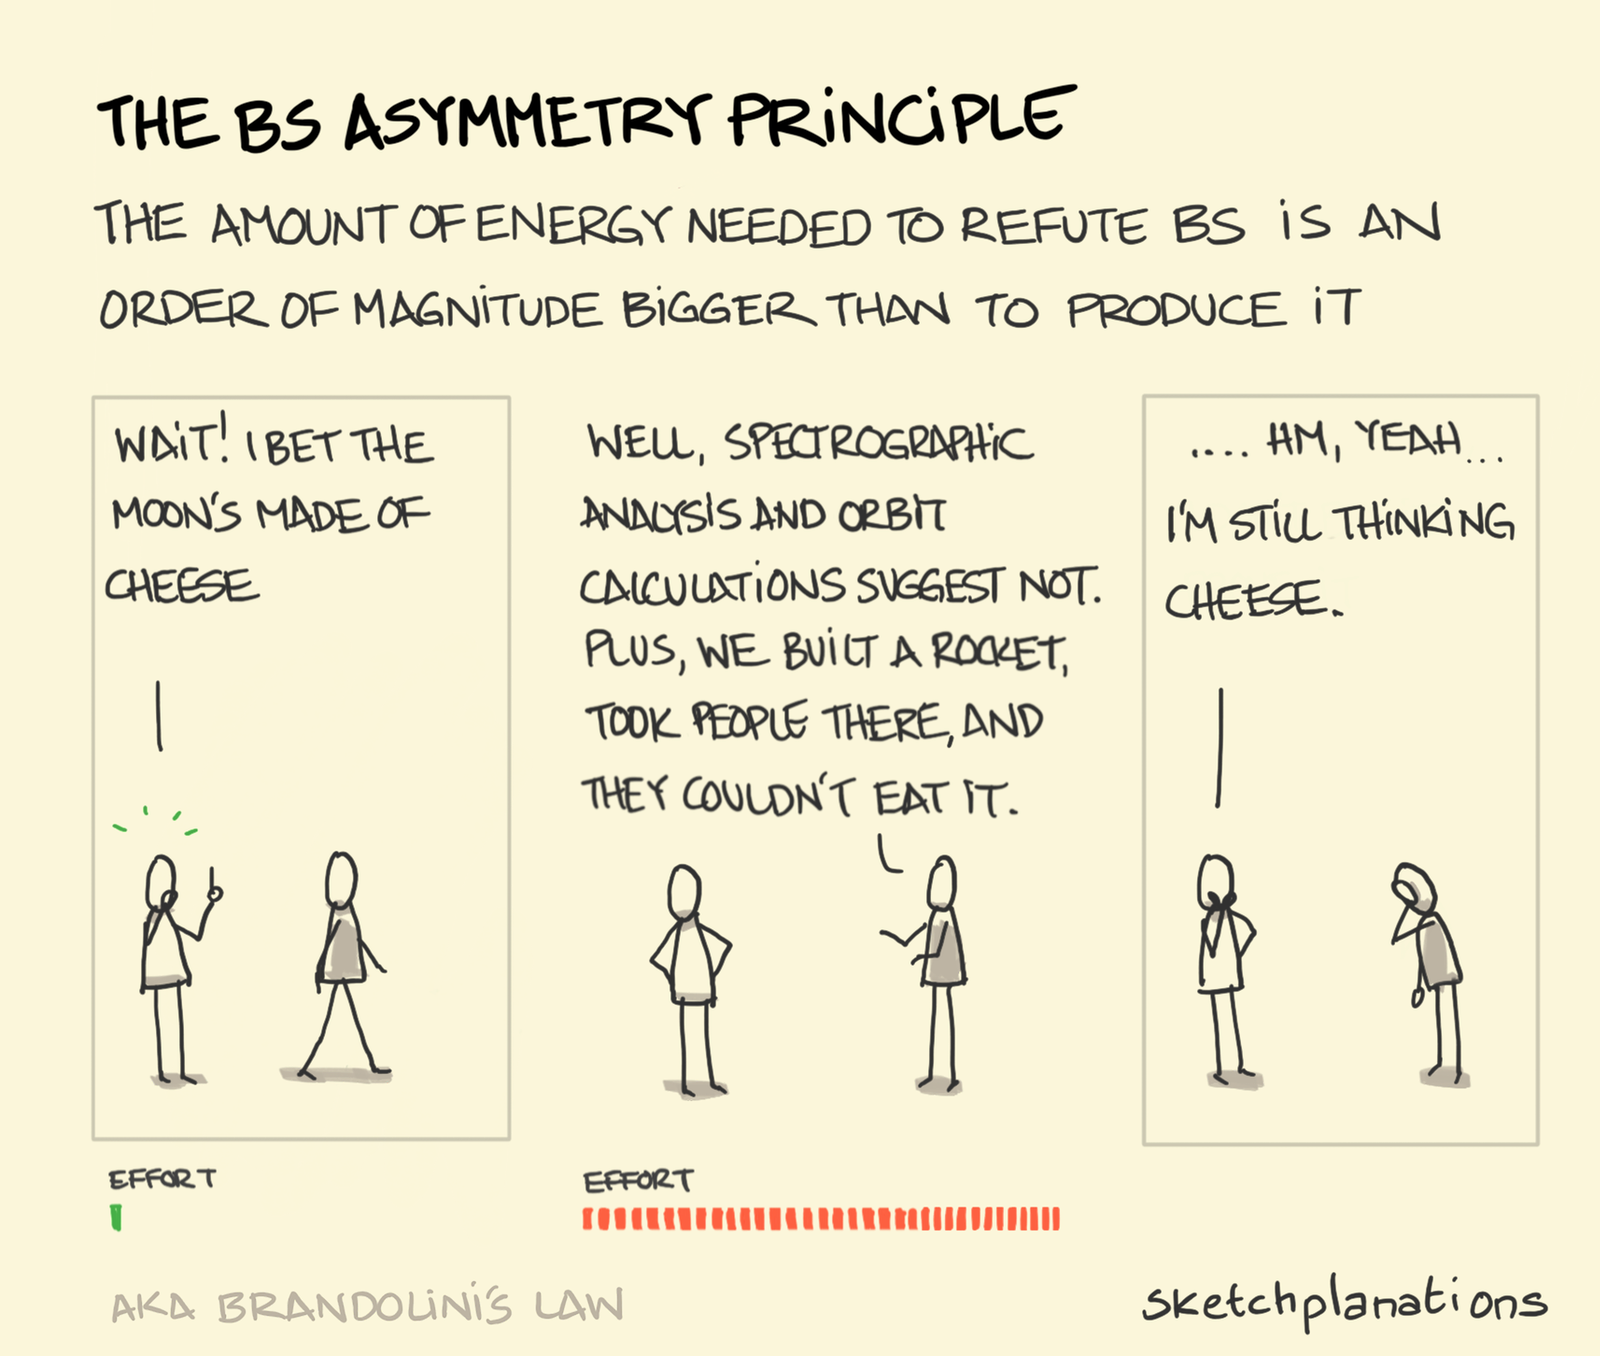 THE BS ASYMMETRY PRINCIPLE
THE AMOUNT OF ENERGY NEEDED TO REFUTE BS IS AN
ORDER OF MAGNITUDE BIGGER THAN TO PRODUCE IT
WAIT! I BET THE
MOON'S MADE OF
CHEESE
WELL, SPECTROGRAPHIC
ANALYSIS AND ORBIT
CALCULATIONS SUGGEST NOT.
PLUS, WE BUILT A ROCKET,
TOOK PEOPLE THERE, AND
THEY COULDN'T EAT IT.
.... HM, YEAH...
I'M STILL THINKING
CHEESE.
EFFORT
EFFORT
AKA BRANDOLINI'S LAW
sketchplanations